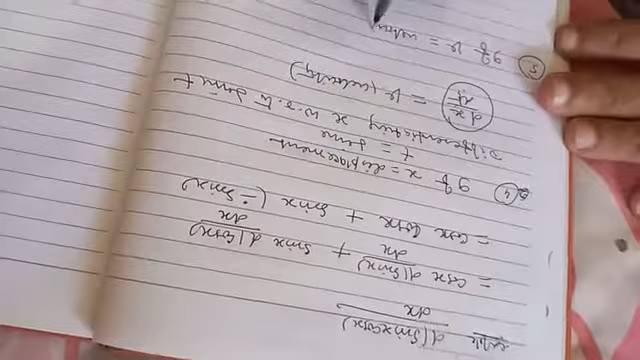 d(sinx cosx)
dx
= cosx d(sinx)/dx + sinx d(cosx)/dx
= cosx cosx + sinx (-sinx)
4 If x = displacement
t = time
Differentiating x w.r.to time t
dx/dt = v (velocity)
5 If v =